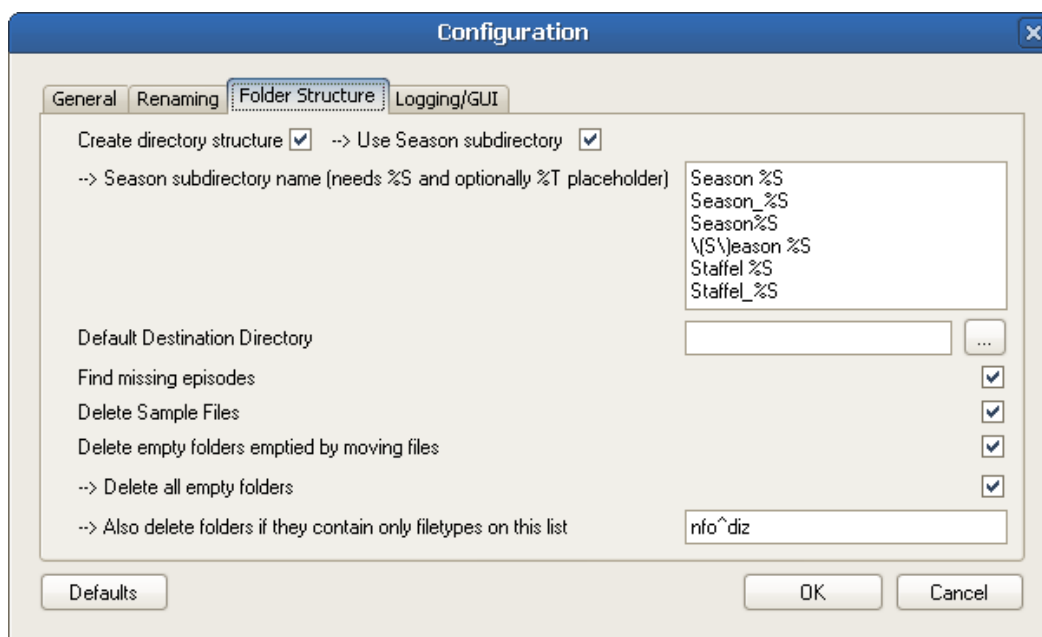 Configuration
General Renaming Folder Structure Logging/GUI
Create directory structure --> Use Season subdirectory
--> Season subdirectory name (needs %S and optionally %T placeholder)
Season %S
Season_%S
Season%S
\(S\)eason %S
Staffel %S
Staffel_%S
Default Destination Directory ...
Find missing episodes
Delete Sample Files
Delete empty folders emptied by moving files
--> Delete all empty folders
--> Also delete folders if they contain only filetypes on this list nfo^diz
Defaults OK Cancel